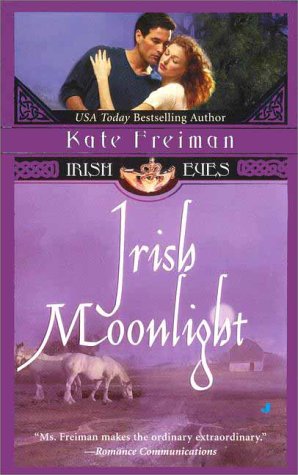 USA Today Bestselling Author
Kate Freiman
IRISH EYES
Irish
Moonlight
"Ms. Freiman makes the ordinary extraordinary."
—Romance Communications